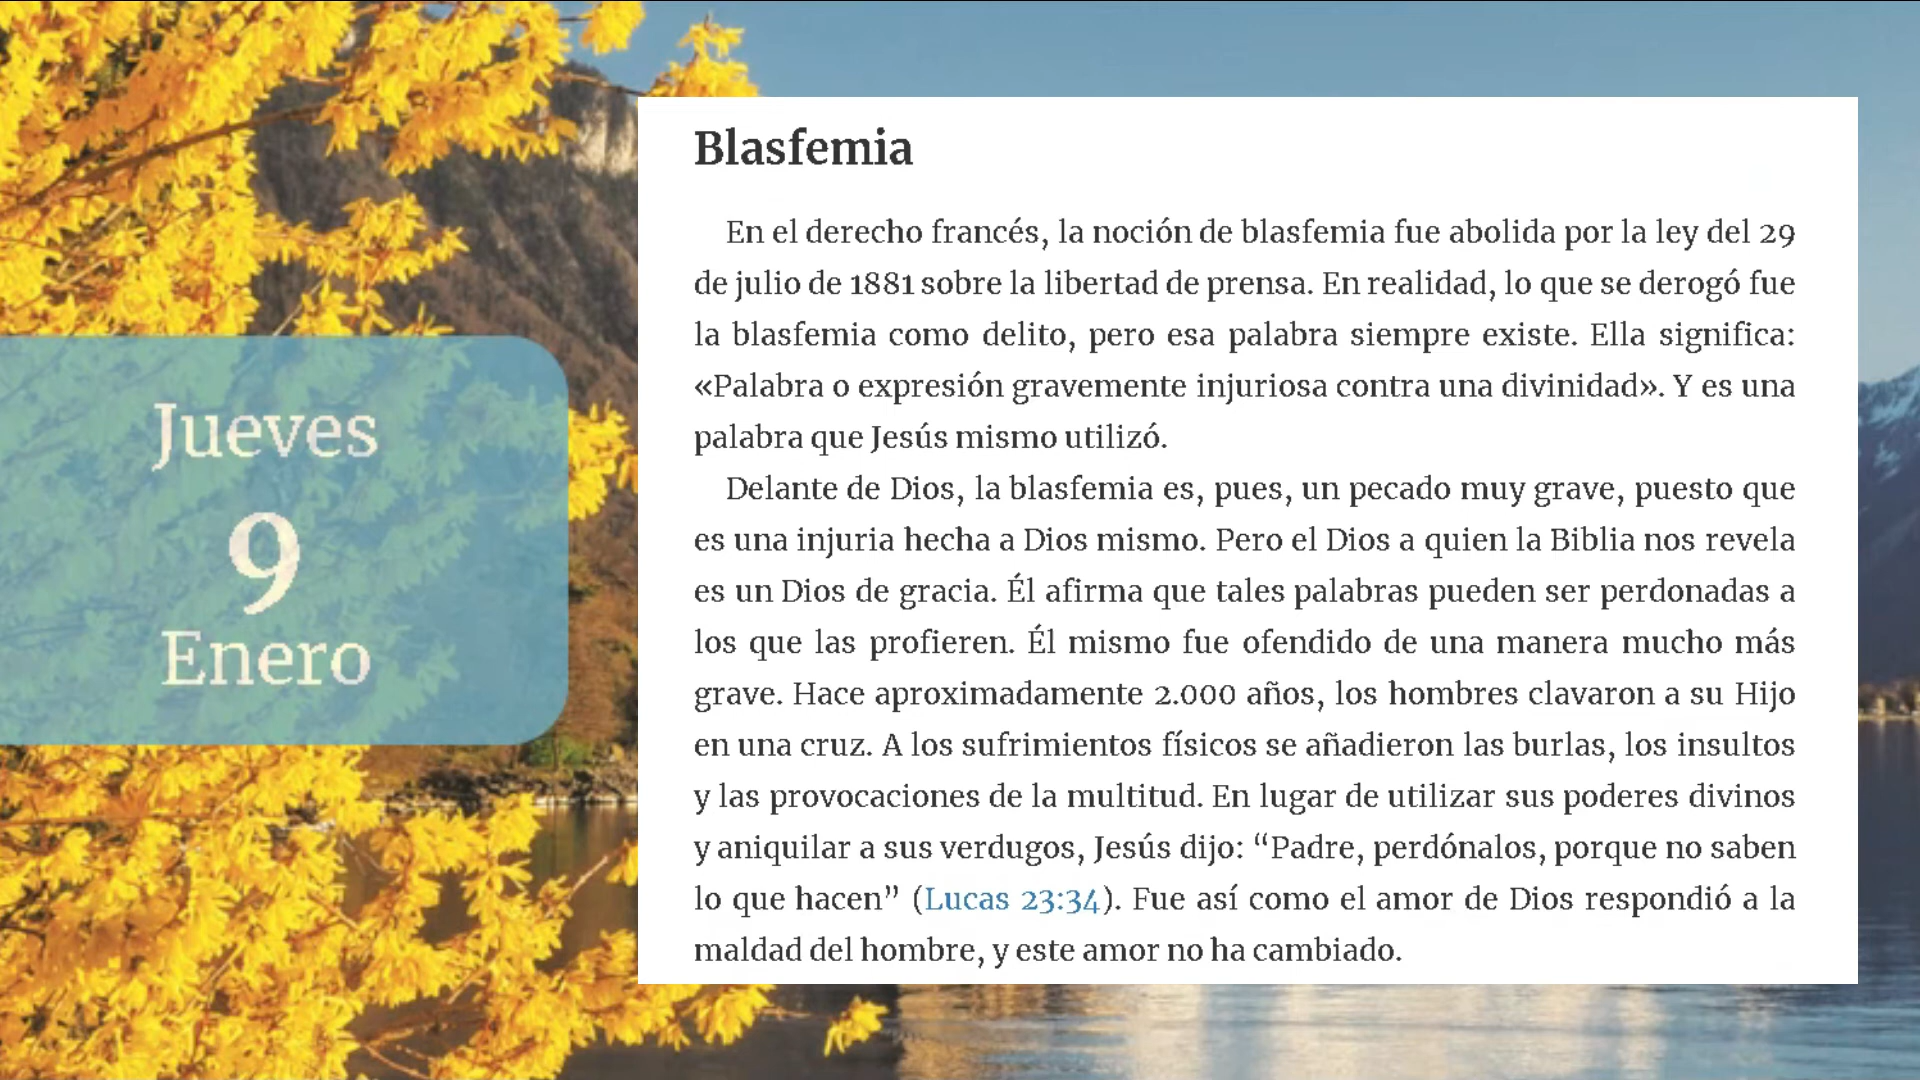 Jueves
9
Enero
Blasfemia
En el derecho francés, la noción de blasfemia fue abolida por la ley del 29
de julio de 1881 sobre la libertad de prensa. En realidad, lo que se derogó fue
la blasfemia como delito, pero esa palabra siempre existe. Ella significa:
«Palabra o expresión gravemente injuriosa contra una divinidad». Y es una
palabra que Jesús mismo utilizó.
Delante de Dios, la blasfemia es, pues, un pecado muy grave, puesto que
es una injuria hecha a Dios mismo. Pero el Dios a quien la Biblia nos revela
es un Dios de gracia. Él afirma que tales palabras pueden ser perdonadas a
los que las profieren. Él mismo fue ofendido de una manera mucho más
grave. Hace aproximadamente 2.000 años, los hombres clavaron a su Hijo
en una cruz. A los sufrimientos físicos se añadieron las burlas, los insultos
y las provocaciones de la multitud. En lugar de utilizar sus poderes divinos
y aniquilar a sus verdugos, Jesús dijo: “Padre, perdónalos, porque no saben
lo que hacen” (Lucas 23:34). Fue así como el amor de Dios respondió a la
maldad del hombre, y este amor no ha cambiado.